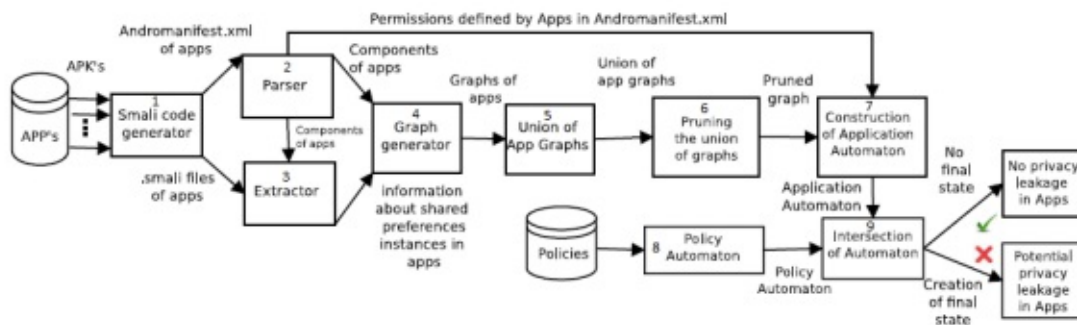 Permissions defined by Apps in Andromanifest.xml
Andromanifest.xml
of apps
APK's
APP's
1
Smali code
generator
.smali files
of apps
2
Parser
Components
of apps
Components
of apps
3
Extractor
4
Graph
generator
information
about shared
preferences
instances in
apps
Graphs of
apps
5
Union of
App Graphs
Union of
app graphs
6
Pruning
the union
of graphs
Pruned
graph
7
Construction
of Application
Automaton
Application
Automaton
Policies
8
Policy
Automaton
Policy
Automaton
9
Intersection
of Automaton
No
final
state
No privacy
leakage
in Apps
Creation
of final
state
Potential
privacy
leakage
in Apps